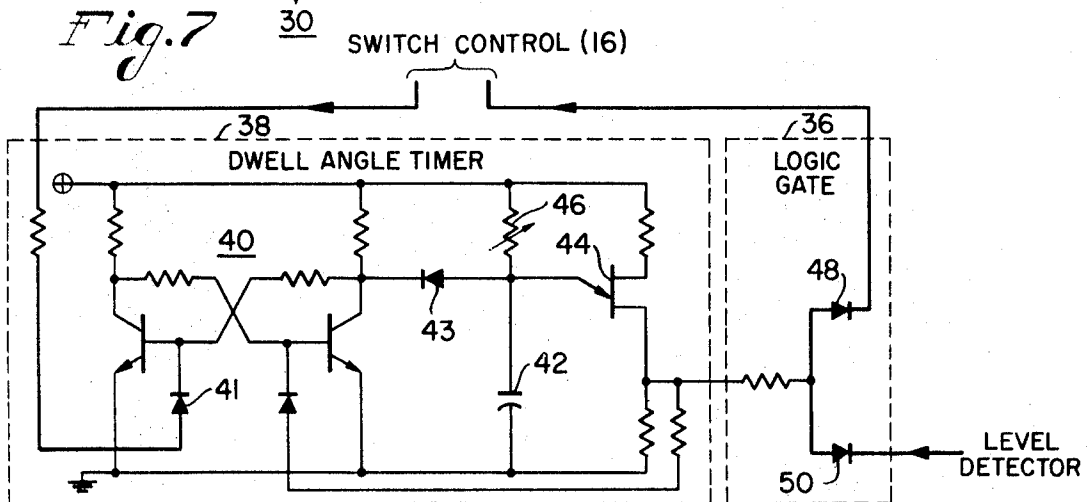 Fig. 7
30
SWITCH CONTROL (16)
38
DWELL ANGLE TIMER
36
LOGIC
GATE
46
40
44
48
43
42
41
50
LEVEL
DETECTOR